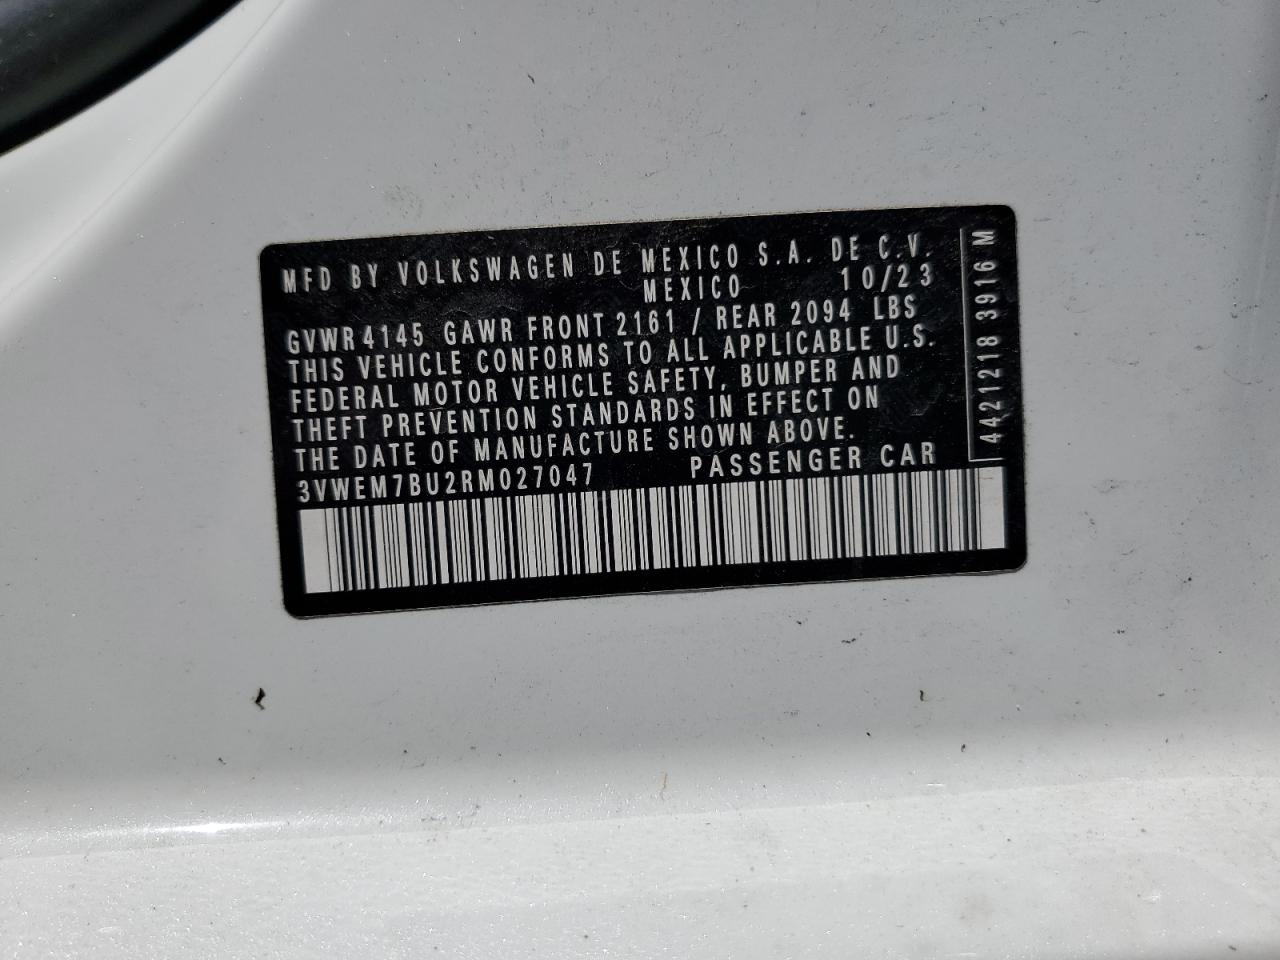 MFD BY VOLKSWAGEN DE MEXICO S.A. DE C.V.
MEXICO 10/23
GVWR 4145 GAWR FRONT 2161 / REAR 2094 LBS
THIS VEHICLE CONFORMS TO ALL APPLICABLE U.S.
FEDERAL MOTOR VEHICLE SAFETY, BUMPER AND
THEFT PREVENTION STANDARDS IN EFFECT ON
THE DATE OF MANUFACTURE SHOWN ABOVE.
3VWEM7BU2RM027047 PASSENGER CAR
4421218 3916 M